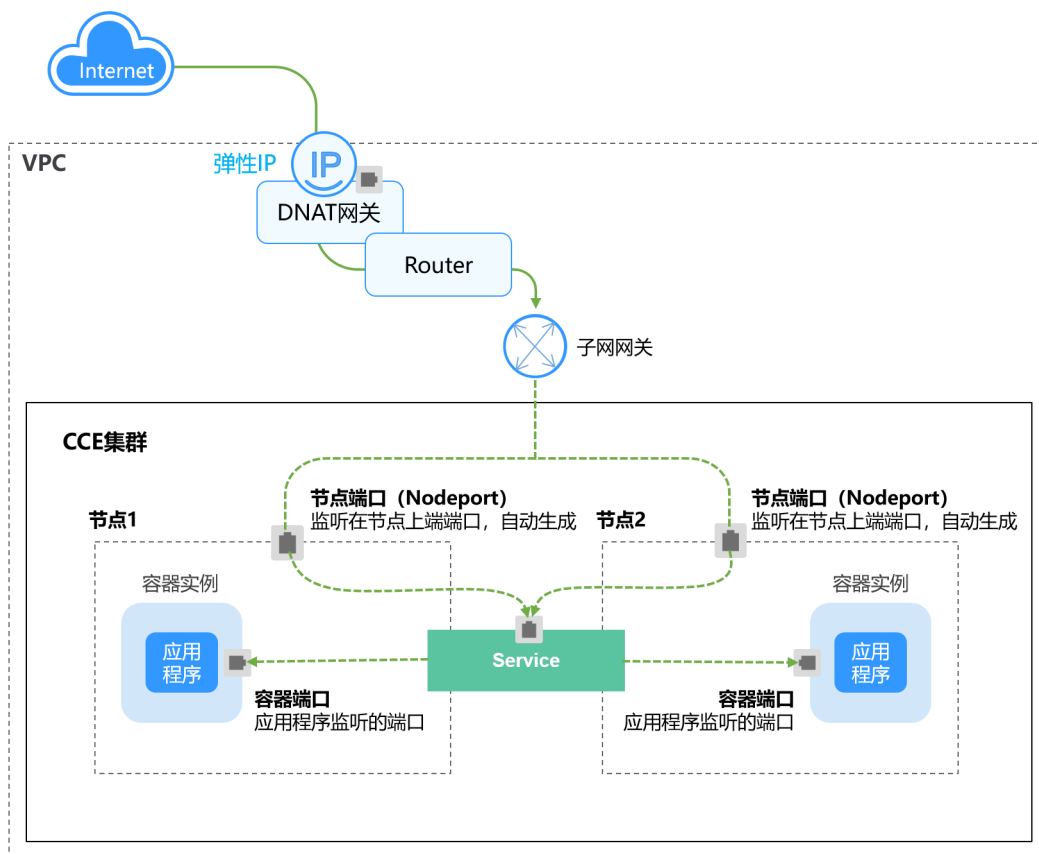 Internet
VPC
弹性IP
IP
DNAT网关
Router
子网网关
CCE集群
节点1
节点端口（Nodeport）
监听在节点上端端口，自动生成
节点2
节点端口（Nodeport）
监听在节点上端端口，自动生成
容器实例
应用
程序
Service
容器实例
应用
程序
容器端口
应用程序监听的端口
容器端口
应用程序监听的端口